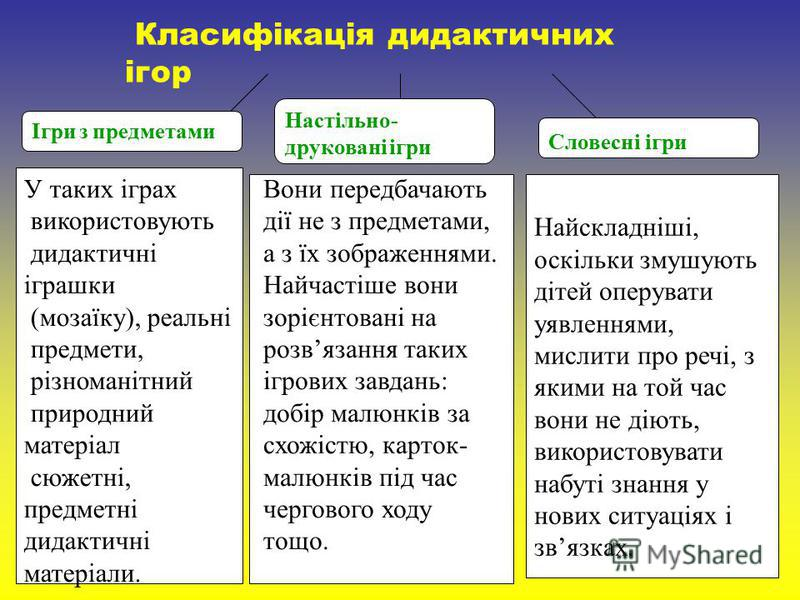 Класифікація дидактичних
ігор
Ігри з предметами
У таких іграх
використовують
дидактичні
іграшки
(мозаїку), реальні
предмети,
різноманітний
природний
матеріал
сюжетні,
предметні
дидактичні
матеріали.
Настільно-
друковані ігри
Вони передбачають
дії не з предметами,
а з їх зображеннями.
Найчастіше вони
зорієнтовані на
розв’язання таких
ігрових завдань:
добір малюнків за
схожістю, карток-
малюнків під час
чергового ходу
тощо.
Словесні ігри
Найскладніші,
оскільки змушують
дітей оперувати
уявленнями,
мислити про речі, з
якими на той час
вони не діють,
використовувати
набуті знання у
нових ситуаціях і
зв’язках.
MyShared